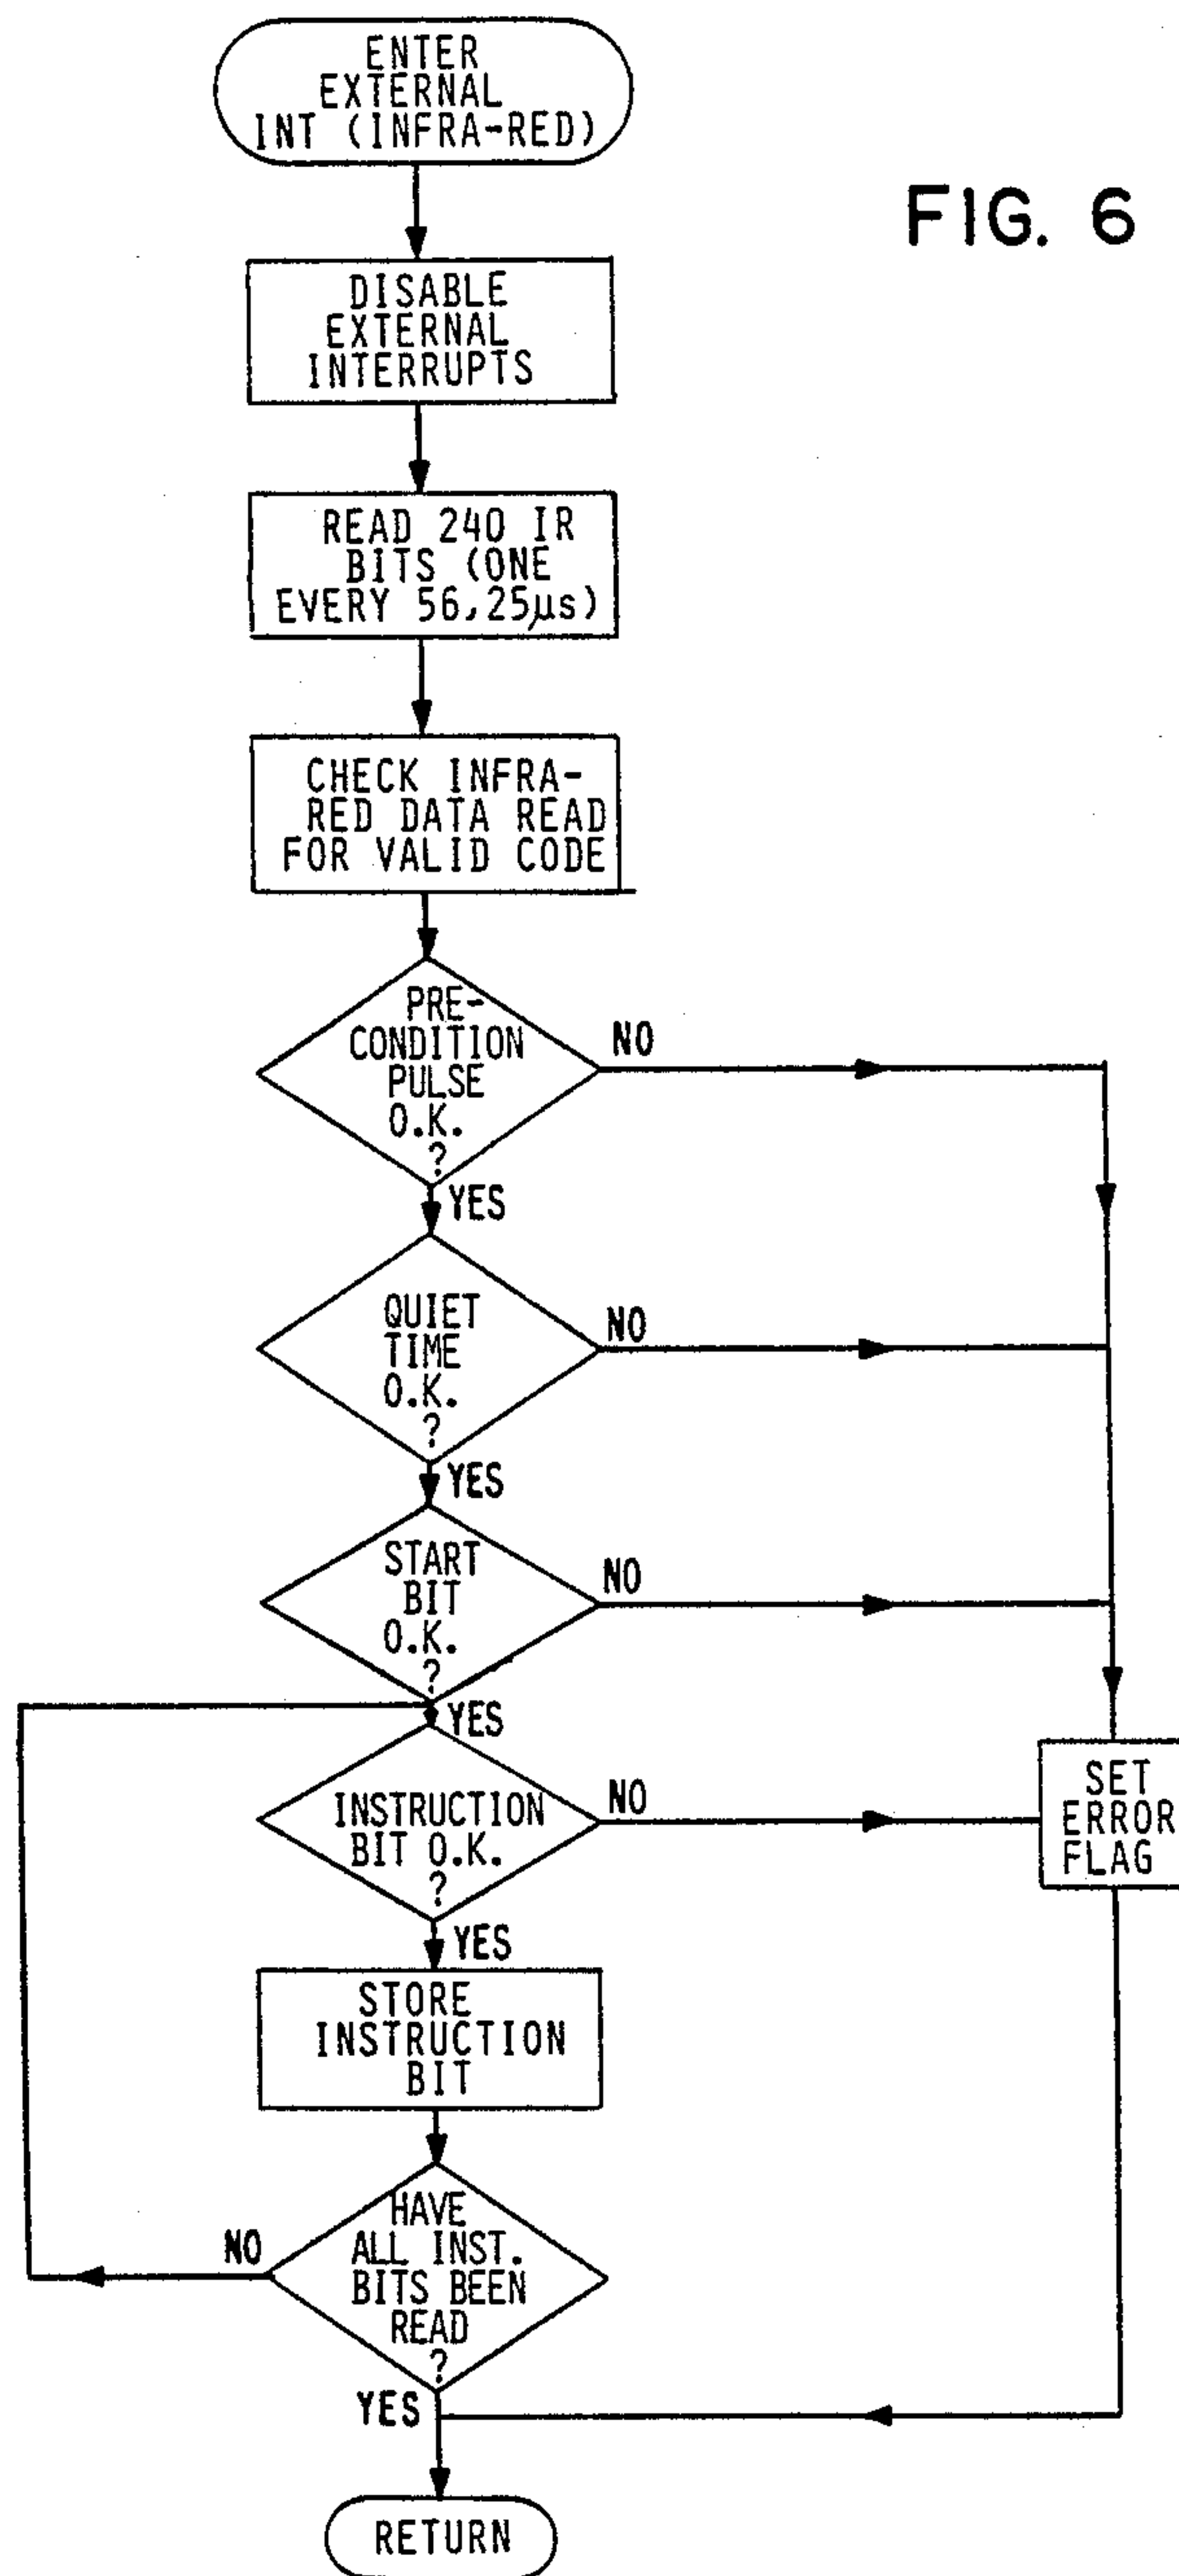 ENTER
EXTERNAL
INT (INFRA-RED)
FIG. 6
DISABLE
EXTERNAL
INTERRUPTS
READ 240 IR
BITS (ONE
EVERY 56,25µs)
CHECK INFRA-
RED DATA READ
FOR VALID CODE
PRE-
CONDITION
PULSE
O.K.
?
NO
YES
QUIET
TIME
O.K.
?
NO
YES
START
BIT
O.K.
?
NO
YES
INSTRUCTION
BIT O.K.
?
NO
SET
ERROR
FLAG
YES
STORE
INSTRUCTION
BIT
HAVE
ALL INST.
BITS BEEN
READ
?
NO
YES
RETURN